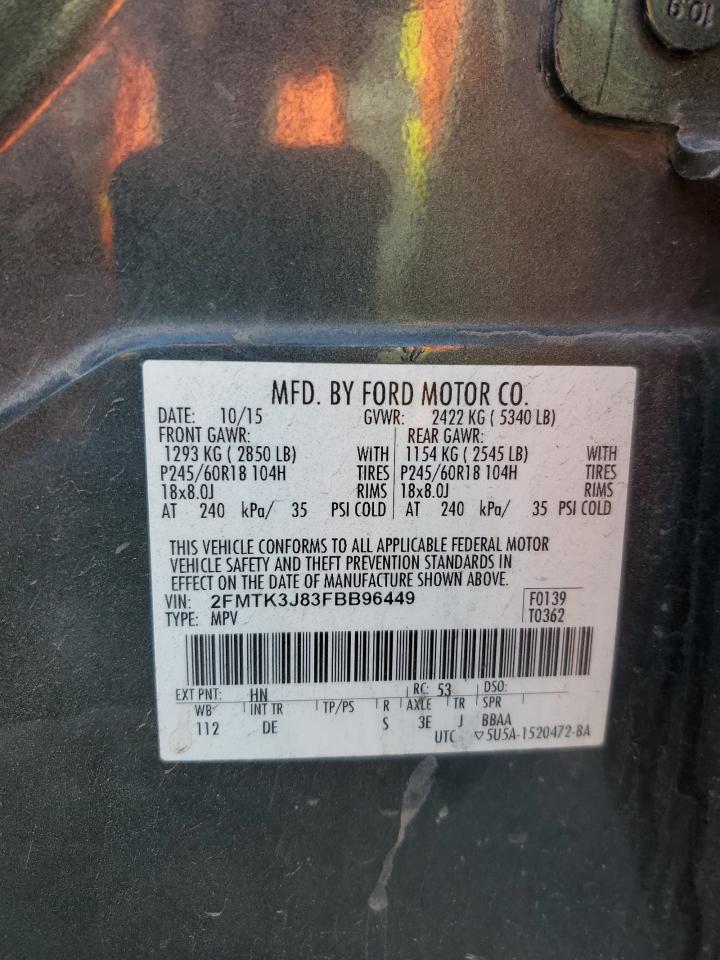 10.9
MFD. BY FORD MOTOR CO.
DATE: 10/15 GVWR: 2422 KG ( 5340 LB)
FRONT GAWR: REAR GAWR:
1293 KG ( 2850 LB) WITH 1154 KG ( 2545 LB) WITH
P245/60R18 104H TIRES P245/60R18 104H TIRES
18x8.0J RIMS 18x8.0J RIMS
AT 240 kPa/ 35 PSI COLD AT 240 kPa/ 35 PSI COLD
THIS VEHICLE CONFORMS TO ALL APPLICABLE FEDERAL MOTOR
VEHICLE SAFETY AND THEFT PREVENTION STANDARDS IN
EFFECT ON THE DATE OF MANUFACTURE SHOWN ABOVE.
VIN: 2FMTK3J83FBB96449 F0139
TYPE: MPV T0362
EXT PNT: HN RC: 53 DSO:
WB INT TR TP/PS R AXLE TR SPR
112 DE S 3E J BBAA
UTC ▽5U5A-1520472-BA